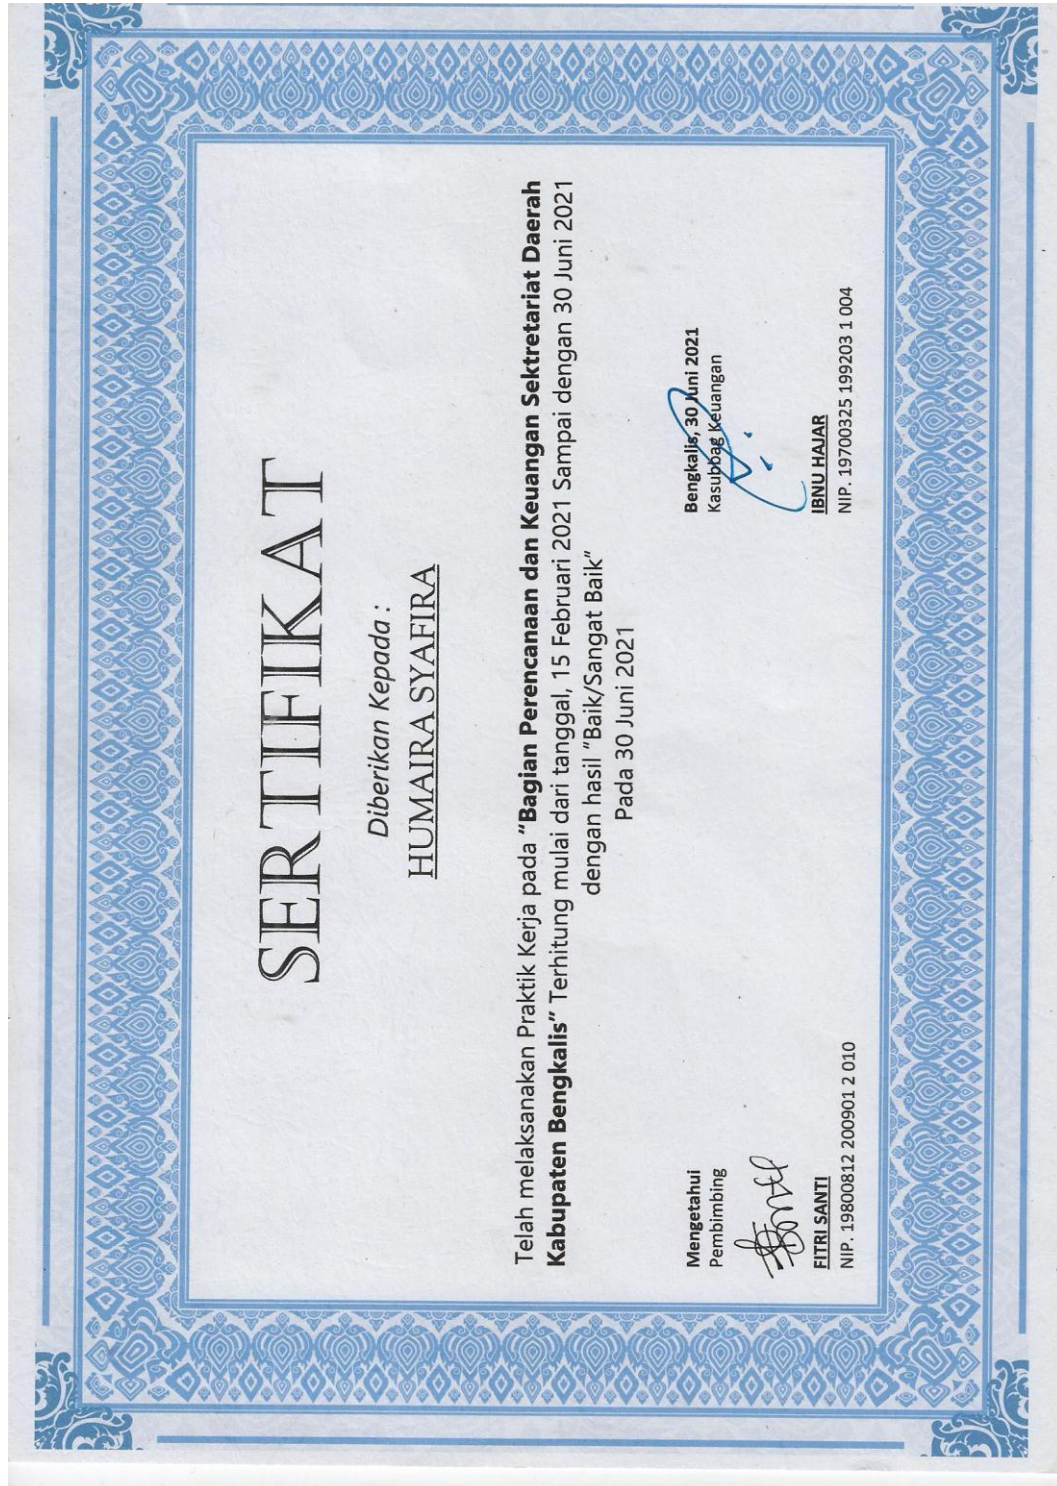 SERTIFIKAT
Diberikan Kepada :
HUMAIRA SYAFIRA
Telah melaksanakan Praktik Kerja pada "Bagian Perencanaan dan Keuangan Sektretariat Daerah
Kabupaten Bengkalis" Terhitung mulai dari tanggal, 15 Februari 2021 Sampai dengan 30 Juni 2021
dengan hasil "Baik/Sangat Baik"
Pada 30 Juni 2021
Mengetahui
Pembimbing
FITRI SANTI
NIP. 19800812 200901 2 010
Bengkalis, 30 Juni 2021
Kasubbag Keuangan
IBNU HAJAR
NIP. 19700325 199203 1 004